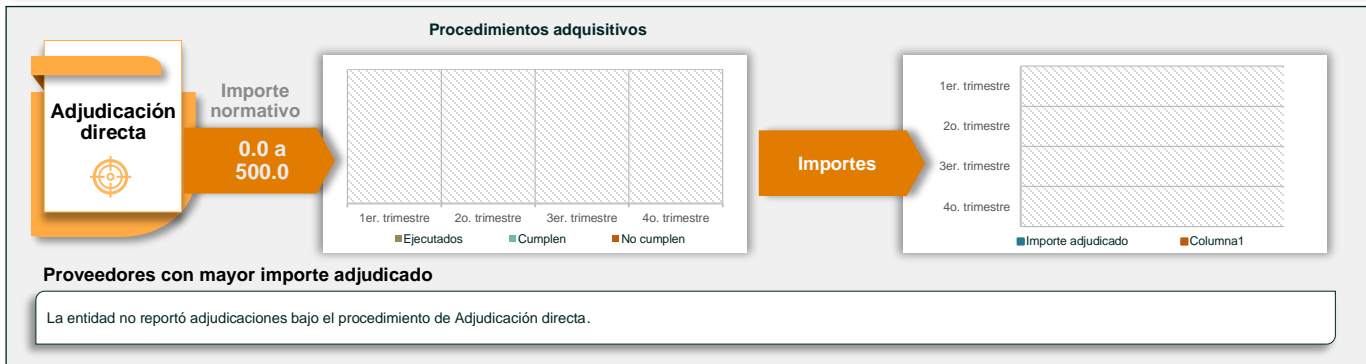 Procedimientos adquisitivos
Adjudicación
directa
Importe
normativo
0.0 a
500.0
1er. trimestre
2o. trimestre
3er. trimestre
4o. trimestre
Ejecutados
Cumplen
No cumplen
Importes
1er. trimestre
2o. trimestre
3er. trimestre
4o. trimestre
Importe adjudicado
Columna1
Proveedores con mayor importe adjudicado
La entidad no reportó adjudicaciones bajo el procedimiento de Adjudicación directa.